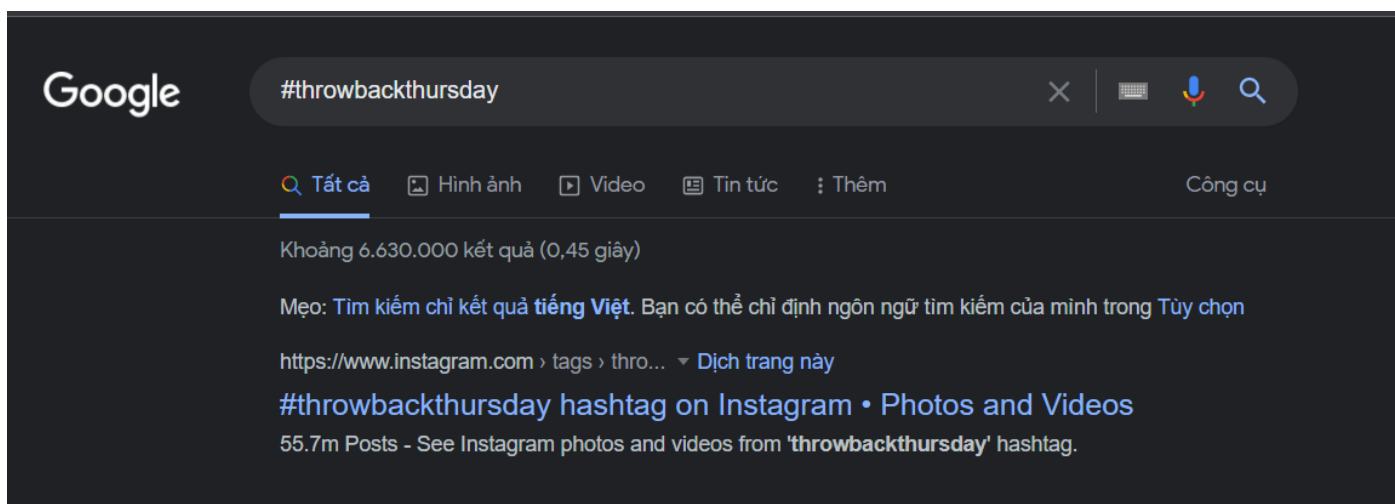 Google
#throwbackthursday
Tất cả Hình ảnh Video Tin tức Thêm Công cụ
Khoảng 6.630.000 kết quả (0,45 giây)
Mẹo: Tìm kiếm chỉ kết quả tiếng Việt. Bạn có thể chỉ định ngôn ngữ tìm kiếm của mình trong Tùy chọn
https://www.instagram.com › tags › thro... Dịch trang này
#throwbackthursday hashtag on Instagram • Photos and Videos
55.7m Posts - See Instagram photos and videos from 'throwbackthursday' hashtag.